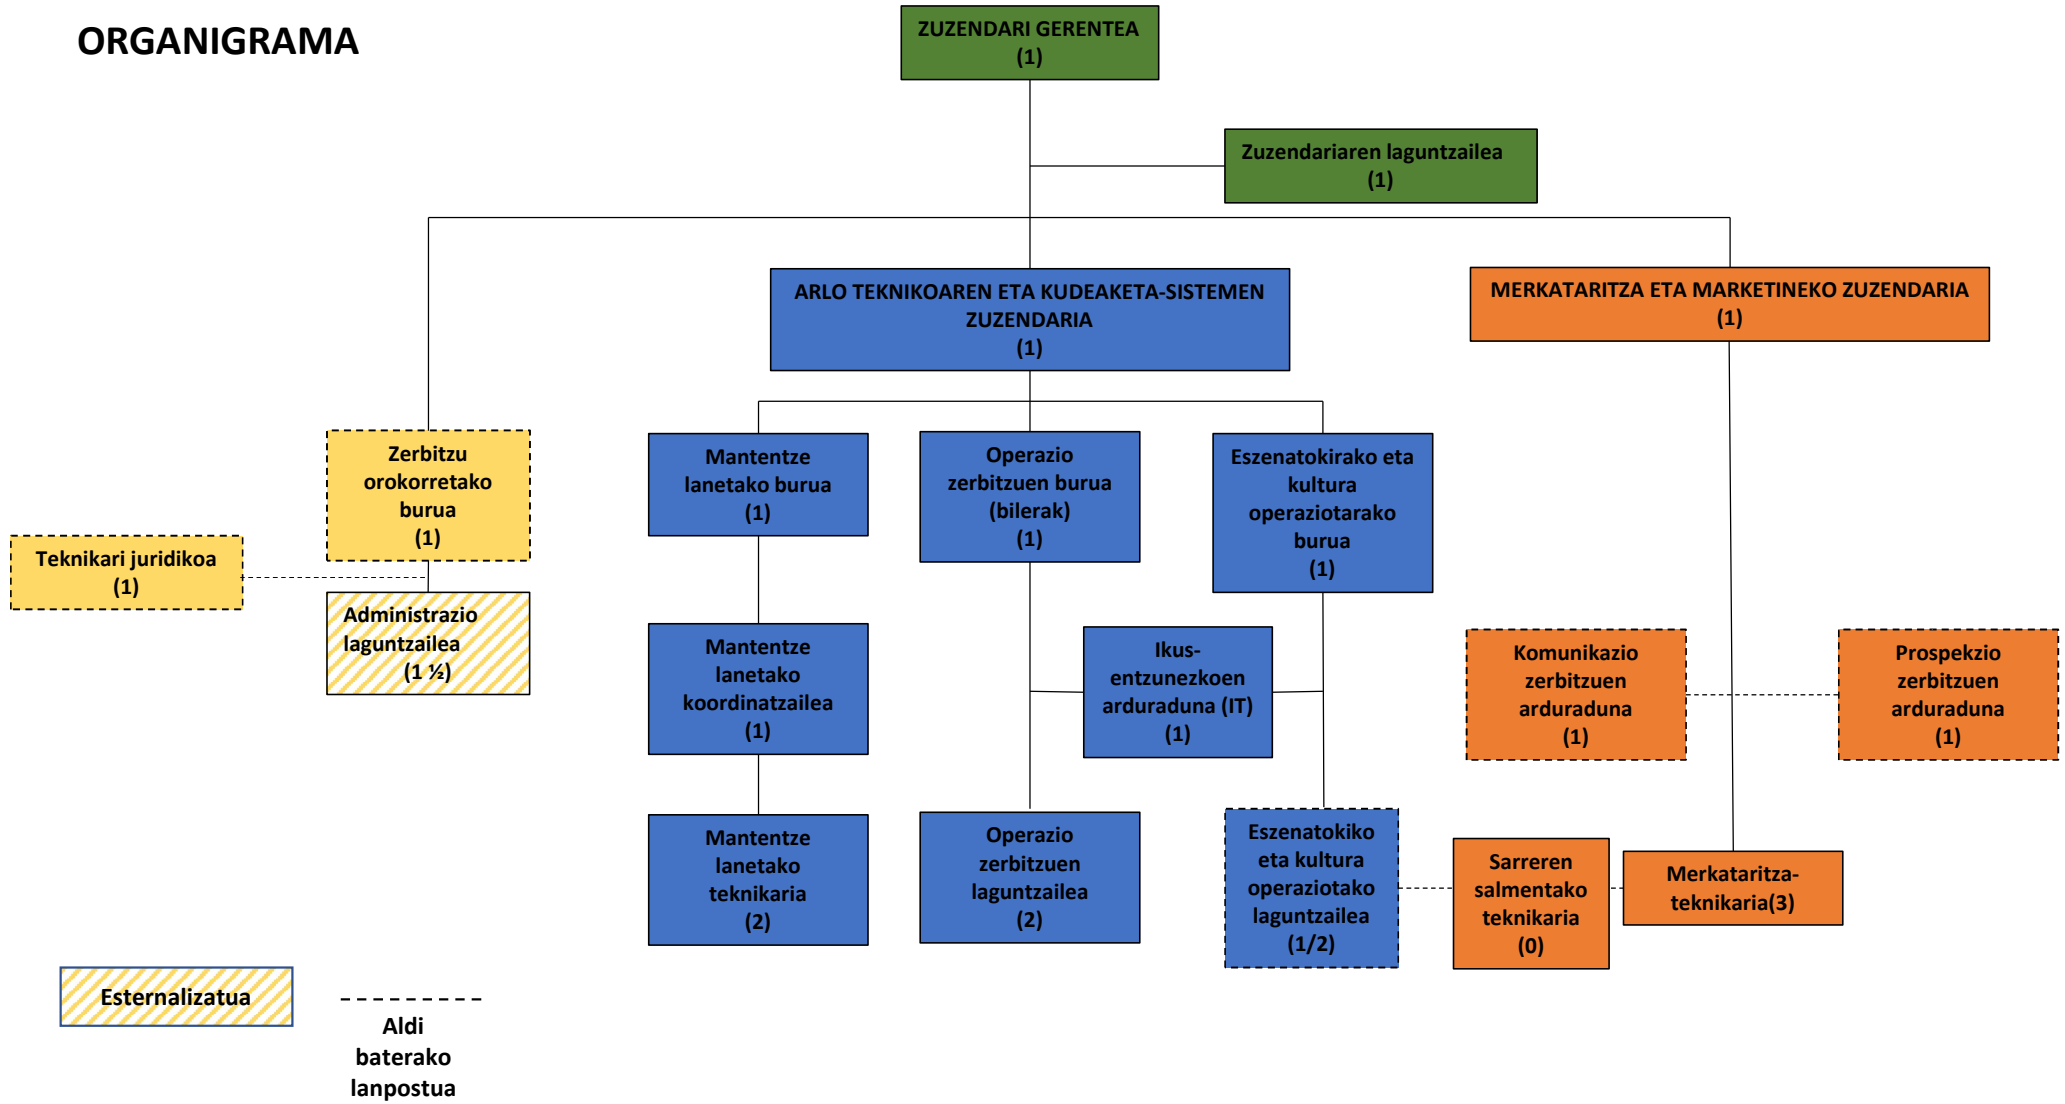 ORGANIGRAMA
ZUZENDARI GERENTEA
(1)
Zuzendariaren laguntzailea
(1)
ARLO TEKNIKOAREN ETA KUDEAKETA-SISTEMEN
ZUZENDARIA
(1)
MERKATARITZA ETA MARKETINEKO ZUZENDARIA
(1)
Zerbitzu
orokorretako
burua
(1)
Teknikari juridikoa
(1)
Administrazio
laguntzailea
(1 ½)
Mantentze
lanetako burua
(1)
Operazio
zerbitzuen burua
(bilerak)
(1)
Eszenatokirako eta
kultura
operaziotarako
burua
(1)
Mantentze
lanetako
koordinatzailea
(1)
Ikus-
entzunezkoen
arduraduna (IT)
(1)
Komunikazio
zerbitzuen
arduraduna
(1)
Prospekzio
zerbitzuen
arduraduna
(1)
Mantentze
lanetako
teknikaria
(2)
Operazio
zerbitzuen
laguntzailea
(2)
Eszenatokiko
eta kultura
operaziotako
laguntzailea
(1/2)
Sarreren
salmentako
teknikaria
(0)
Merkataritza-
teknikaria(3)
Esternalizatua
Aldi
baterako
lanpostua